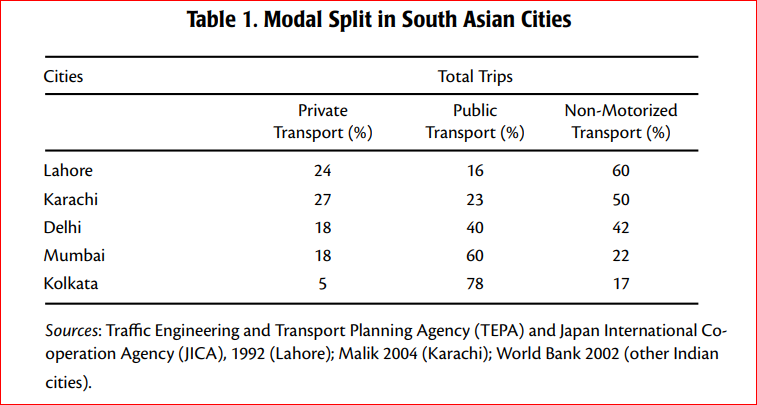 Table 1. Modal Split in South Asian Cities
Cities Total Trips
Private Public Non-Motorized
Transport (%) Transport (%) Transport (%)
Lahore 24 16 60
Karachi 27 23 50
Delhi 18 40 42
Mumbai 18 60 22
Kolkata 5 78 17
Sources: Traffic Engineering and Transport Planning Agency (TEPA) and Japan International Co-
operation Agency (JICA), 1992 (Lahore); Malik 2004 (Karachi); World Bank 2002 (other Indian
cities).